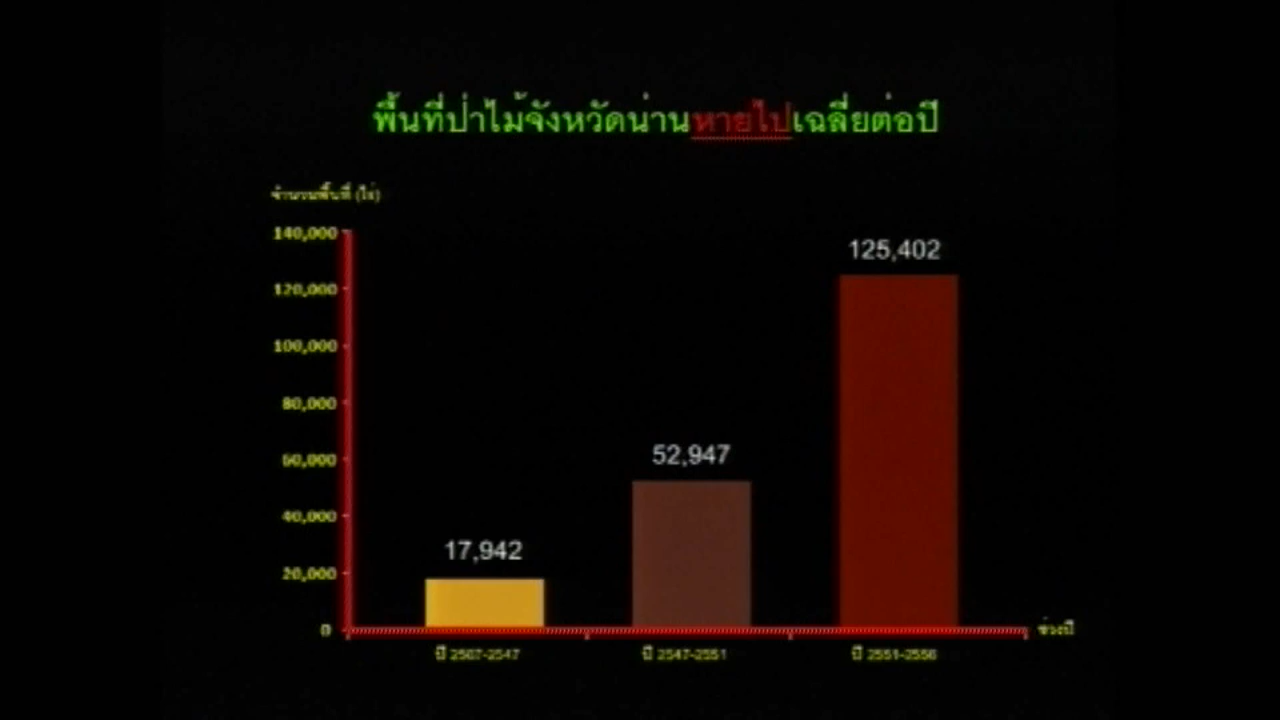 พื้นที่ป่าไม้จังหวัดน่านหายไปเฉลี่ยต่อปี
จำนวนพื้นที่ (ไร่)
140,000
120,000
100,000
80,000
60,000
40,000
20,000
0
125,402
52,947
17,942
ปี 2507-2547
ปี 2547-2551
ปี 2551-2556
ช่วงปี